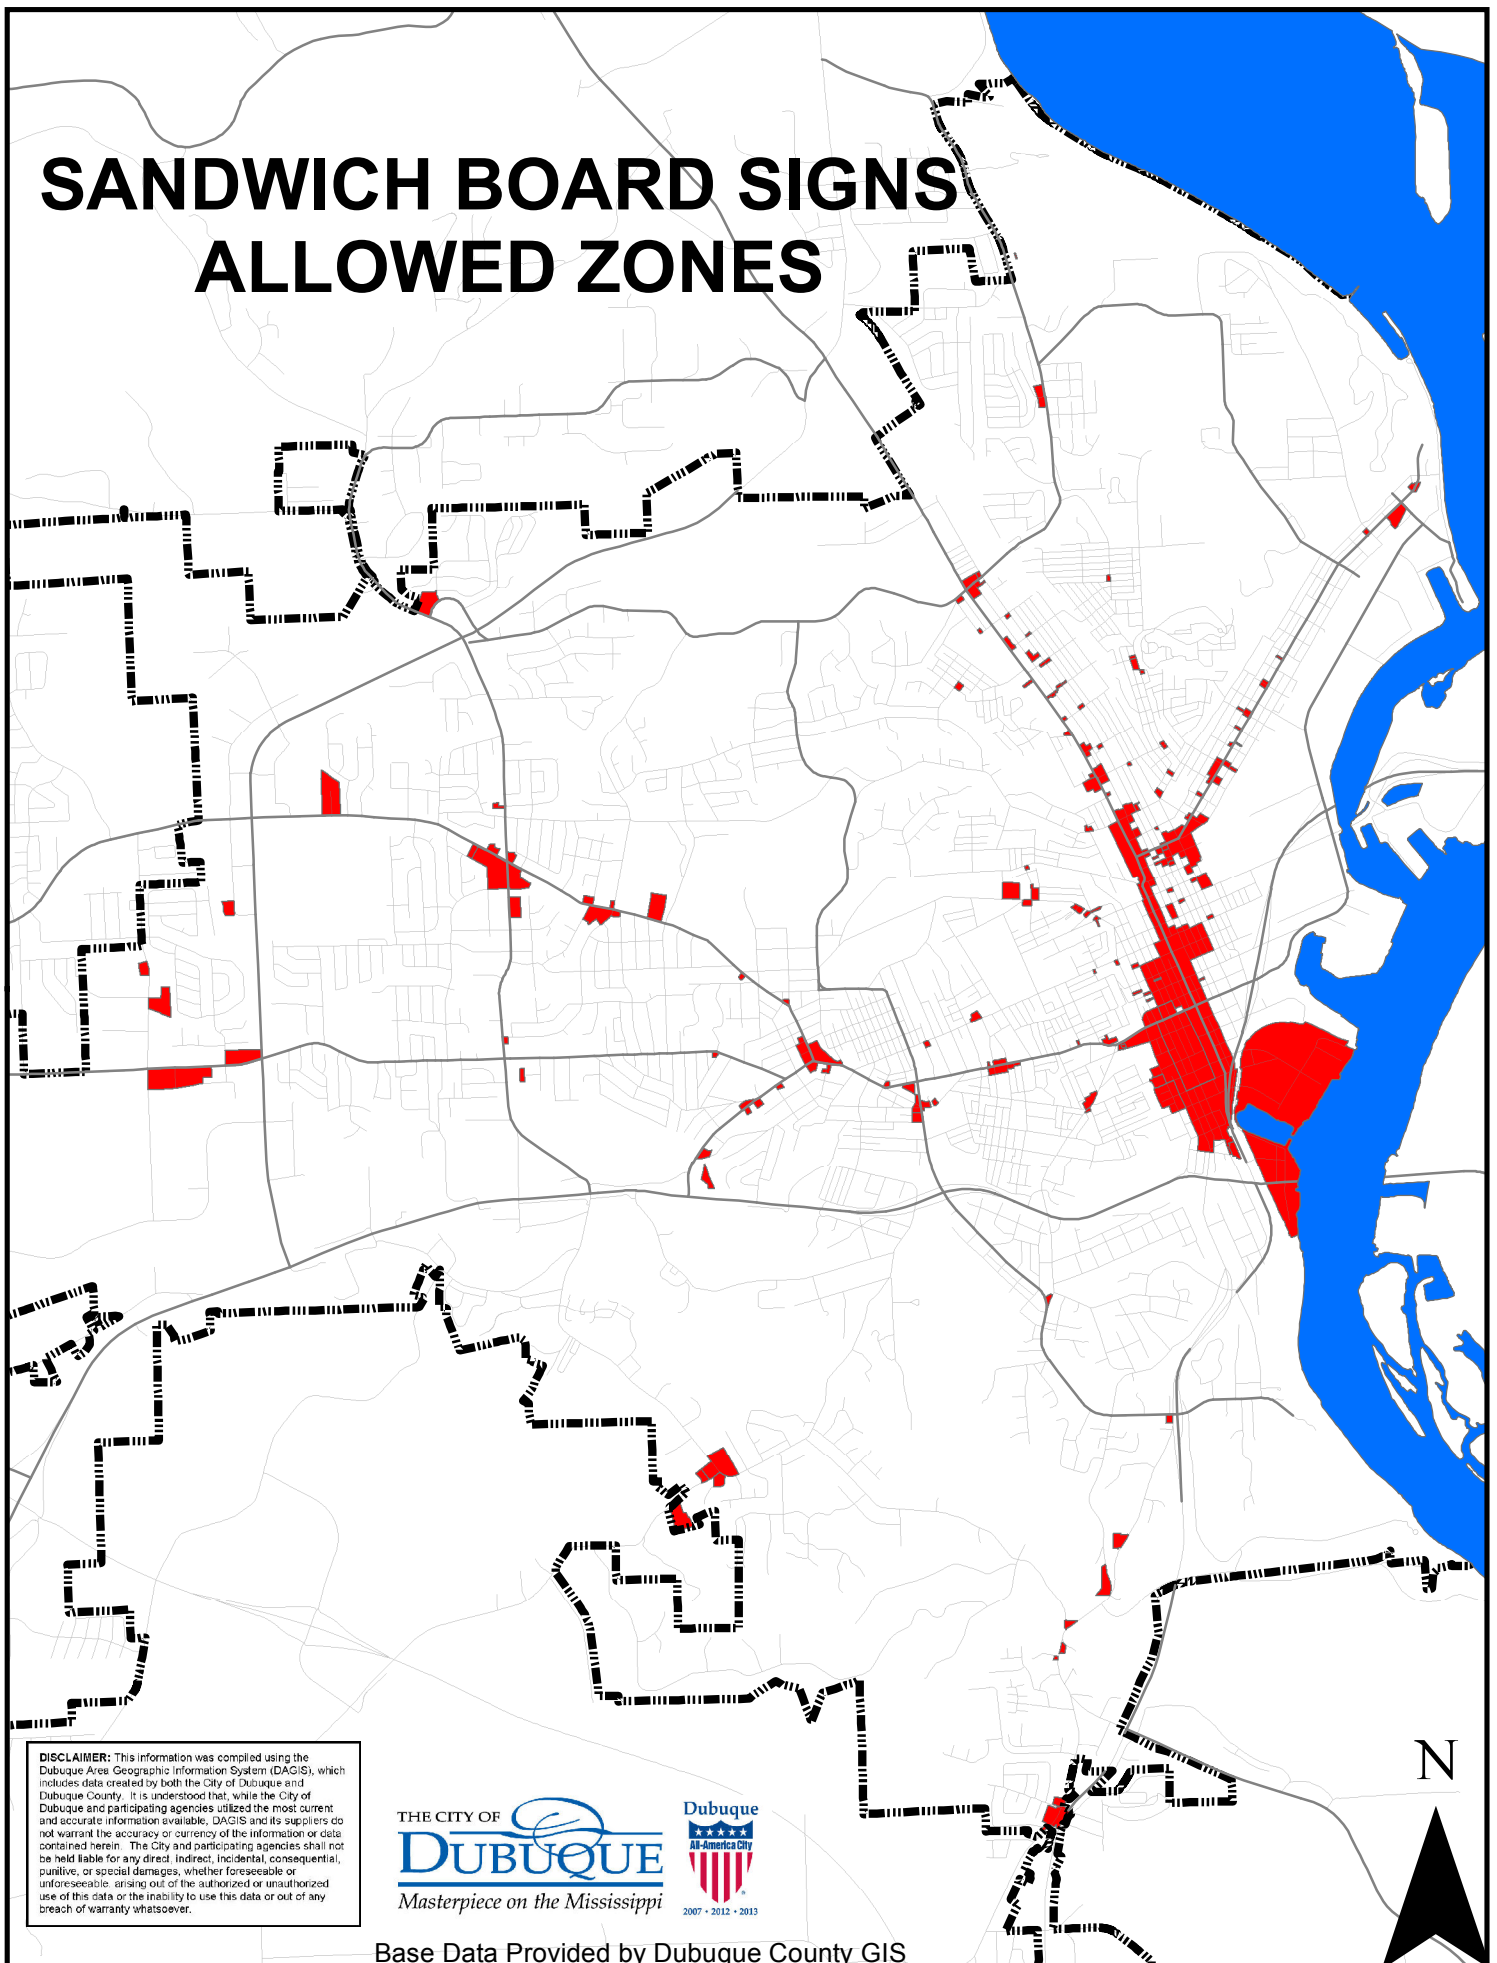 SANDWICH BOARD SIGNS
ALLOWED ZONES
DISCLAIMER: This information was compiled using the
Dubuque Area Geographic Information System (DAGIS), which
includes data created by both the City of Dubuque and
Dubuque County. It is understood that, while the City of
Dubuque and participating agencies utilized the most current
and accurate information available, DAGIS and its suppliers do
not warrant the accuracy or currency of the information or data
contained herein. The City and participating agencies shall not
be held liable for any direct, indirect, incidental, consequential,
punitive, or special damages, whether foreseeable or
unforeseeable, arising out of the authorized or unauthorized
use of this data or the inability to use this data or out of any
breach of warranty whatsoever.
THE CITY OF
DUBUQUE
Masterpiece on the Mississippi
Dubuque
All-America City
2007 • 2012 • 2013
N
Base Data Provided by Dubuque County GIS